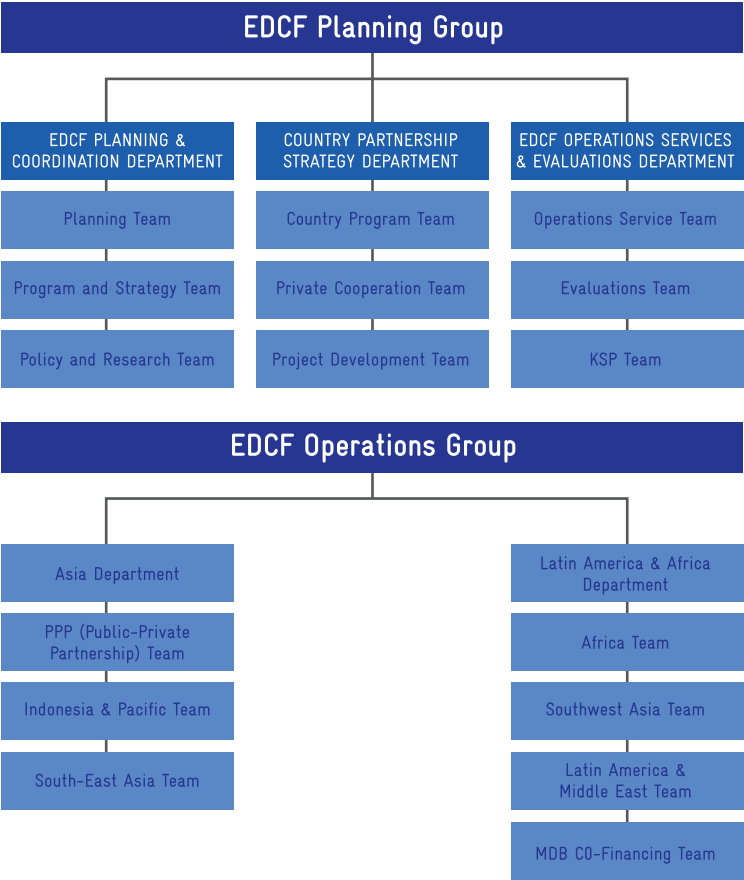 EDCF Planning Group
EDCF PLANNING &
COORDINATION DEPARTMENT
Planning Team
Program and Strategy Team
Policy and Research Team
COUNTRY PARTNERSHIP
STRATEGY DEPARTMENT
Country Program Team
Private Cooperation Team
Project Development Team
EDCF OPERATIONS SERVICES
& EVALUATIONS DEPARTMENT
Operations Service Team
Evaluations Team
KSP Team
EDCF Operations Group
Asia Department
PPP (Public-Private
Partnership) Team
Indonesia & Pacific Team
South-East Asia Team
Latin America & Africa
Department
Africa Team
Southwest Asia Team
Latin America &
Middle East Team
MDB C0-Financing Team